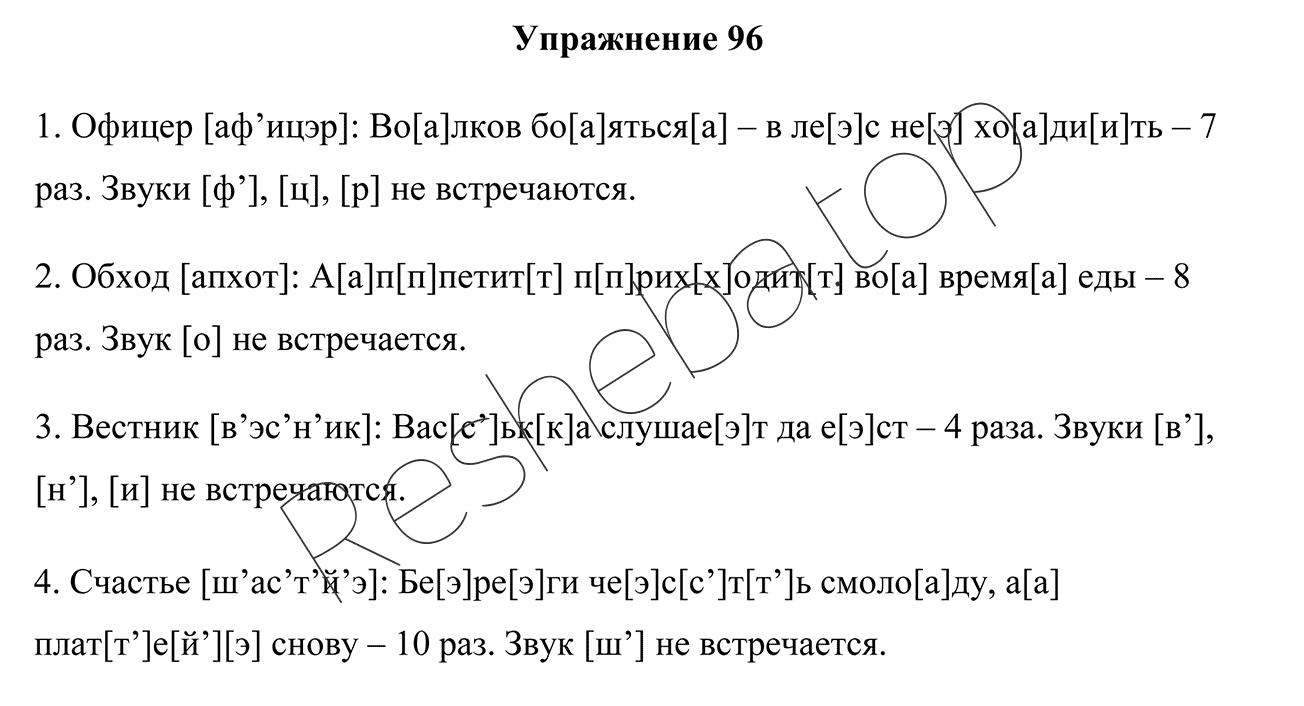 Упражнение 96
1. Офицер [аф’ицэр]: Во[а]лков бо[а]яться[а] – в ле[э]с не[э] хо[а]ди[и]ть – 7
раз. Звуки [ф’], [ц], [р] не встречаются.
2. Обход [апхот]: А[а]п[п]петит[т] п[п]рих[х]одит[т] во[а] время[а] еды – 8
раз. Звук [о] не встречается.
3. Вестник [в’эс’н’ик]: Вас[с’]ьк[к]а слушае[э]т да е[э]ст – 4 раза. Звуки [в’],
[н’], [и] не встречаются.
4. Счастье [ш’ас’т’й’э]: Бе[э]ре[э]ги че[э]с[с’]т[т’]ь смоло[а]ду, а[а]
плат[т’]е[й’][э] снову – 10 раз. Звук [ш’] не встречается.
Resheba top